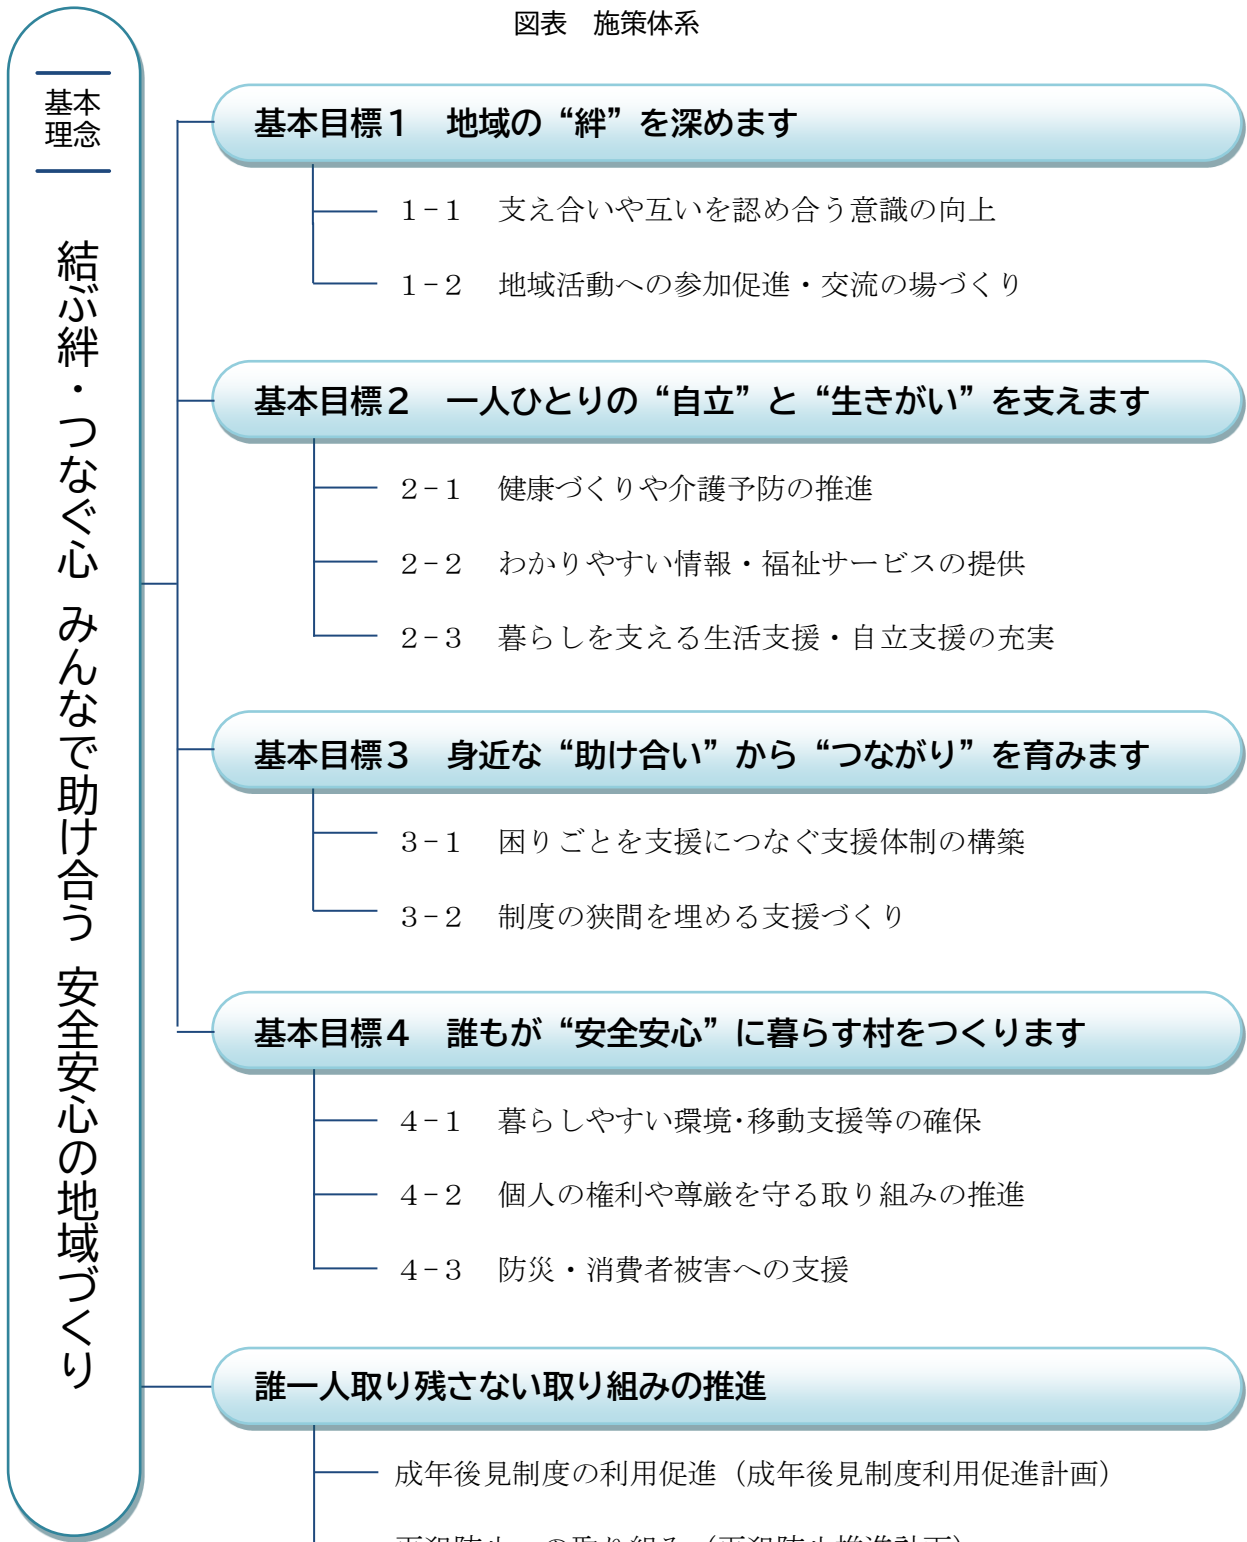 図表　施策体系
基本
理念
結ぶ絆・つなぐ心 みんなで助け合う 安全安心の地域づくり
基本目標１　地域の“絆”を深めます
１−１　支え合いや互いを認め合う意識の向上
１−２　地域活動への参加促進・交流の場づくり
基本目標２　一人ひとりの“自立”と“生きがい”を支えます
２−１　健康づくりや介護予防の推進
２−２　わかりやすい情報・福祉サービスの提供
２−３　暮らしを支える生活支援・自立支援の充実
基本目標３　身近な“助け合い”から“つながり”を育みます
３−１　困りごとを支援につなぐ支援体制の構築
３−２　制度の狭間を埋める支援づくり
基本目標４　誰もが“安全安心”に暮らす村をつくります
４−１　暮らしやすい環境･移動支援等の確保
４−２　個人の権利や尊厳を守る取り組みの推進
４−３　防災・消費者被害への支援
誰一人取り残さない取り組みの推進
成年後見制度の利用促進（成年後見制度利用促進計画）